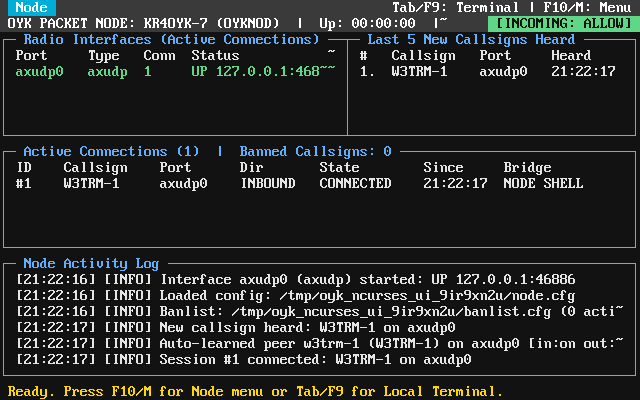 Node Tab/F9: Terminal | F10/M: Menu
OYK PACKET NODE: KR4OYK-7 (OYKNOD) | Up: 00:00:00 |~ [INCOMING: ALLOW]
Radio Interfaces (Active Connections)
Port Type Conn Status ~
axudp0 axudp 1 UP 127.0.0.1:468~~
Last 5 New Callsigns Heard
# Callsign Port Heard
1. W3TRM-1 axudp0 21:22:17
Active Connections (1) | Banned Callsigns: 0
ID Callsign Port Dir State Since Bridge
#1 W3TRM-1 axudp0 INBOUND CONNECTED 21:22:17 NODE SHELL
Node Activity Log
[21:22:16] [INFO] Interface axudp0 (axudp) started: UP 127.0.0.1:46886
[21:22:16] [INFO] Loaded config: /tmp/oyk_ncurses_ui_9ir9xn2u/node.cfg
[21:22:16] [INFO] Banlist: /tmp/oyk_ncurses_ui_9ir9xn2u/banlist.cfg (0 acti~
[21:22:17] [INFO] New callsign heard: W3TRM-1 on axudp0
[21:22:17] [INFO] Auto-learned peer w3trm-1 (W3TRM-1) on axudp0 [in:on out:~
[21:22:17] [INFO] Session #1 connected: W3TRM-1 on axudp0
Ready. Press F10/M for Node menu or Tab/F9 for Local Terminal.